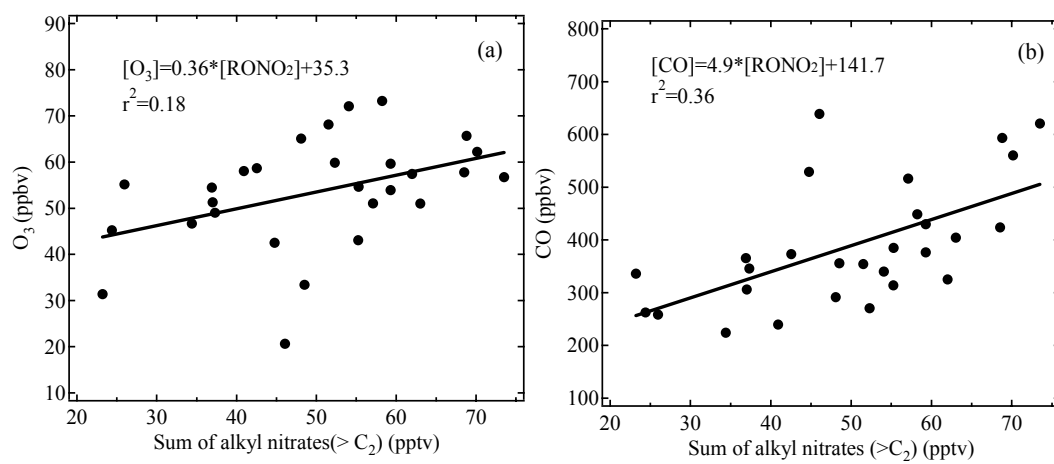 (a)
[O₃]=0.36*[RONO₂]+35.3
r²=0.18
90
80
70
60
50
40
30
20
10
O₃ (ppbv)
20 30 40 50 60 70
Sum of alkyl nitrates(> C₂) (pptv)
(b)
[CO]=4.9*[RONO₂]+141.7
r²=0.36
800
700
600
500
400
300
200
100
CO (ppbv)
20 30 40 50 60 70
Sum of alkyl nitrates (>C₂) (pptv)